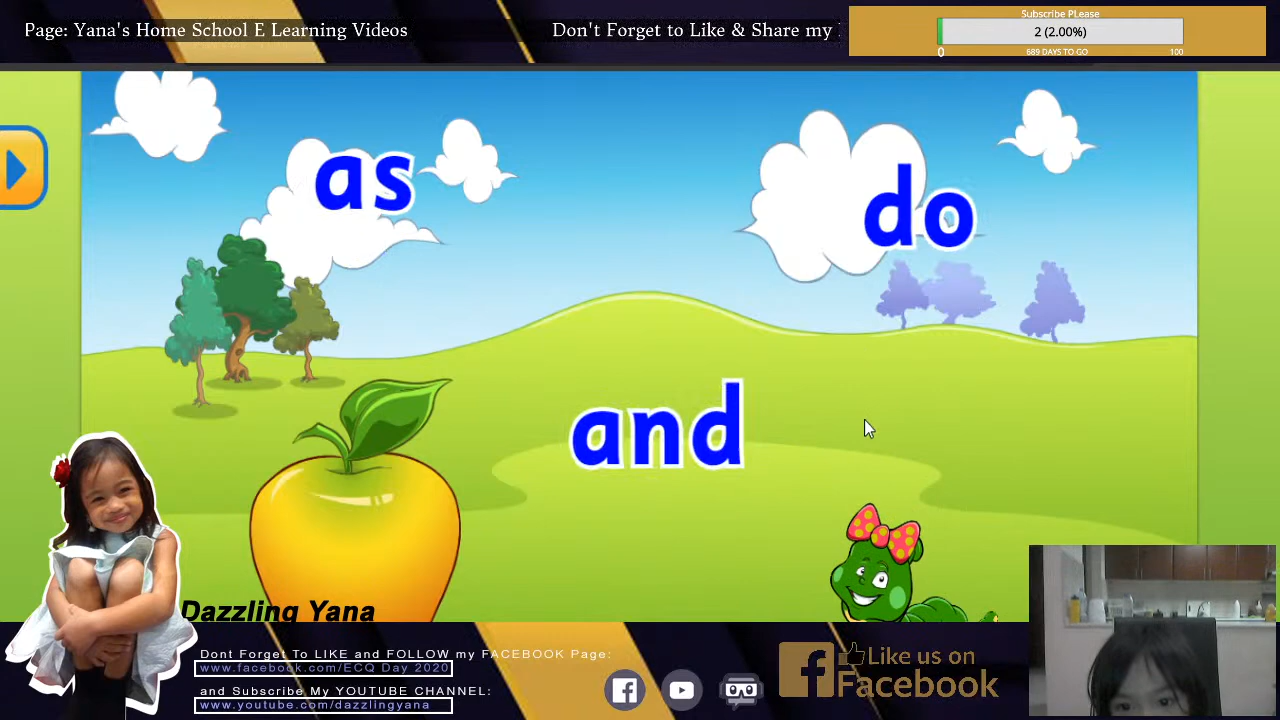 Page: Yana's Home School E Learning Videos
Don't Forget to Like & Share my
Subscribe PLease
2 (2.00%)
0
689 DAYS TO GO
100
as
do
and
Dazzling Yana
Dont Forget To LIKE and FOLLOW my FACEBOOK Page:
www.facebook.com/ECQ Day 2020
and Subscribe My YOUTUBE CHANNEL:
www.youtube.com/dazzlingyana
Like us on
Facebook